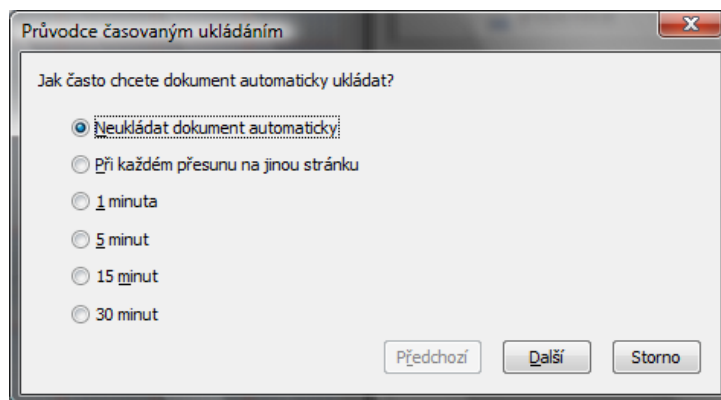 Průvodce časovaným ukládáním
Jak často chcete dokument automaticky ukládat?
Neukládat dokument automaticky
Při každém přesunu na jinou stránku
1 minuta
5 minut
15 minut
30 minut
Předchozí Další Storno